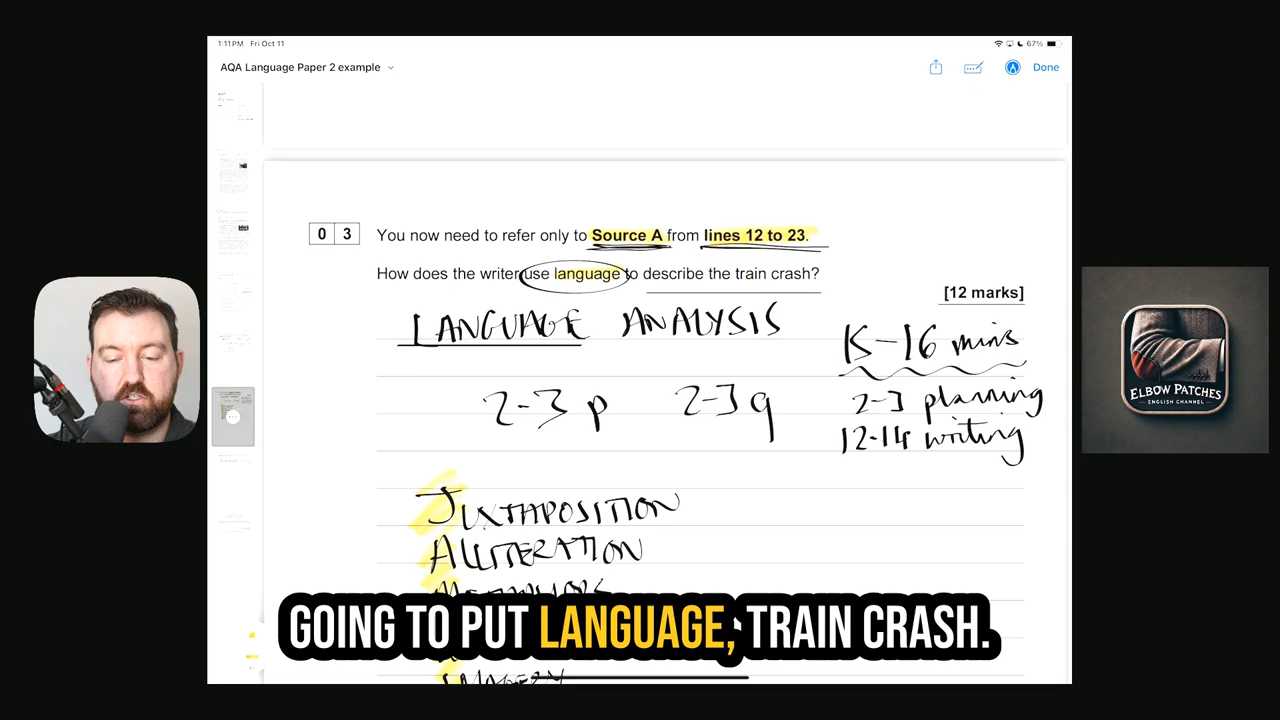 1:11 PM Fri Oct 11
67%
AQA Language Paper 2 example
Done
0 3
You now need to refer only to Source A from lines 12 to 23.
How does the writer use language to describe the train crash?
[12 marks]
LANGUAGE ANALYSIS
15-16 mins
2-3 p 2-3 q
2-3 planning
12-14 writing
JUXTAPOSITION
ALLITERATION
GOING TO PUT LANGUAGE, TRAIN CRASH.
IMAGERY
ELBOW PATCHES
ENGLISH CHANNEL